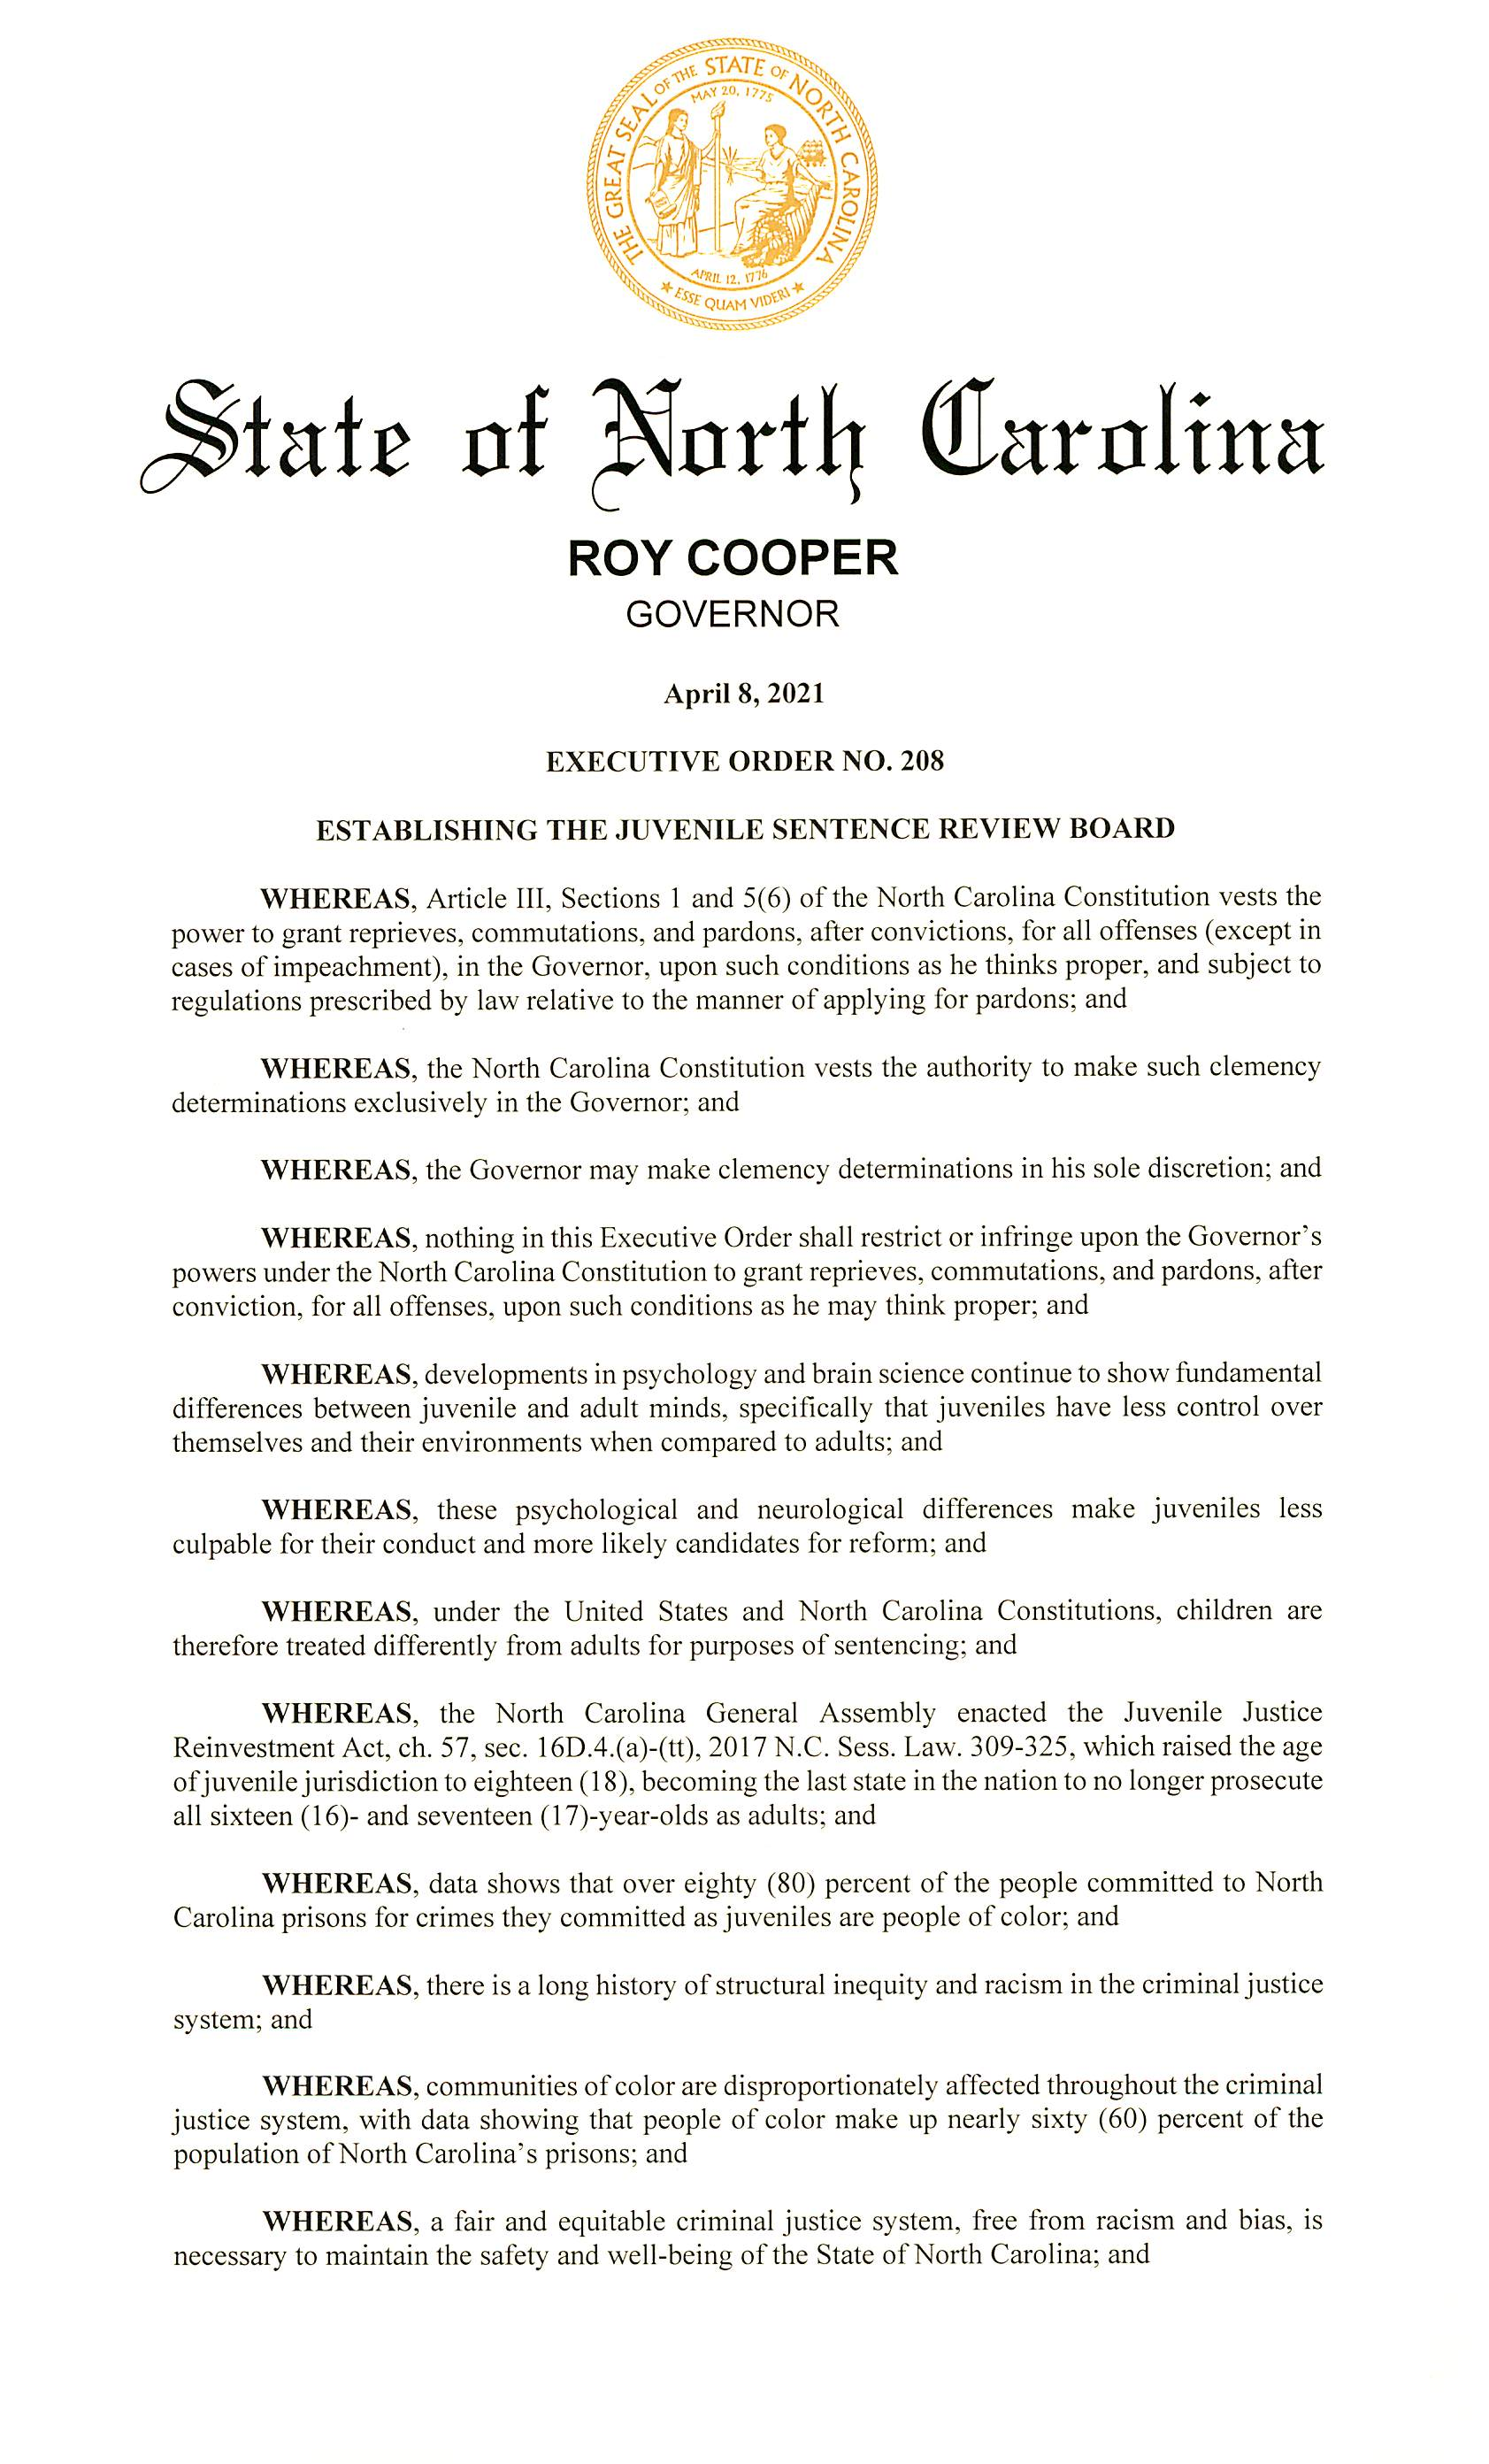 THE GREAT SEAL OF THE STATE OF NORTH CAROLINA
MAY 20, 1775
APRIL 12, 1776
★ ESSE QUAM VIDERI ★
State of North Carolina
ROY COOPER
GOVERNOR
April 8, 2021
EXECUTIVE ORDER NO. 208
ESTABLISHING THE JUVENILE SENTENCE REVIEW BOARD
WHEREAS, Article III, Sections 1 and 5(6) of the North Carolina Constitution vests the
power to grant reprieves, commutations, and pardons, after convictions, for all offenses (except in
cases of impeachment), in the Governor, upon such conditions as he thinks proper, and subject to
regulations prescribed by law relative to the manner of applying for pardons; and
WHEREAS, the North Carolina Constitution vests the authority to make such clemency
determinations exclusively in the Governor; and
WHEREAS, the Governor may make clemency determinations in his sole discretion; and
WHEREAS, nothing in this Executive Order shall restrict or infringe upon the Governor's
powers under the North Carolina Constitution to grant reprieves, commutations, and pardons, after
conviction, for all offenses, upon such conditions as he may think proper; and
WHEREAS, developments in psychology and brain science continue to show fundamental
differences between juvenile and adult minds, specifically that juveniles have less control over
themselves and their environments when compared to adults; and
WHEREAS, these psychological and neurological differences make juveniles less
culpable for their conduct and more likely candidates for reform; and
WHEREAS, under the United States and North Carolina Constitutions, children are
therefore treated differently from adults for purposes of sentencing; and
WHEREAS, the North Carolina General Assembly enacted the Juvenile Justice
Reinvestment Act, ch. 57, sec. 16D.4.(a)-(tt), 2017 N.C. Sess. Law. 309-325, which raised the age
of juvenile jurisdiction to eighteen (18), becoming the last state in the nation to no longer prosecute
all sixteen (16)- and seventeen (17)-year-olds as adults; and
WHEREAS, data shows that over eighty (80) percent of the people committed to North
Carolina prisons for crimes they committed as juveniles are people of color; and
WHEREAS, there is a long history of structural inequity and racism in the criminal justice
system; and
WHEREAS, communities of color are disproportionately affected throughout the criminal
justice system, with data showing that people of color make up nearly sixty (60) percent of the
population of North Carolina's prisons; and
WHEREAS, a fair and equitable criminal justice system, free from racism and bias, is
necessary to maintain the safety and well-being of the State of North Carolina; and